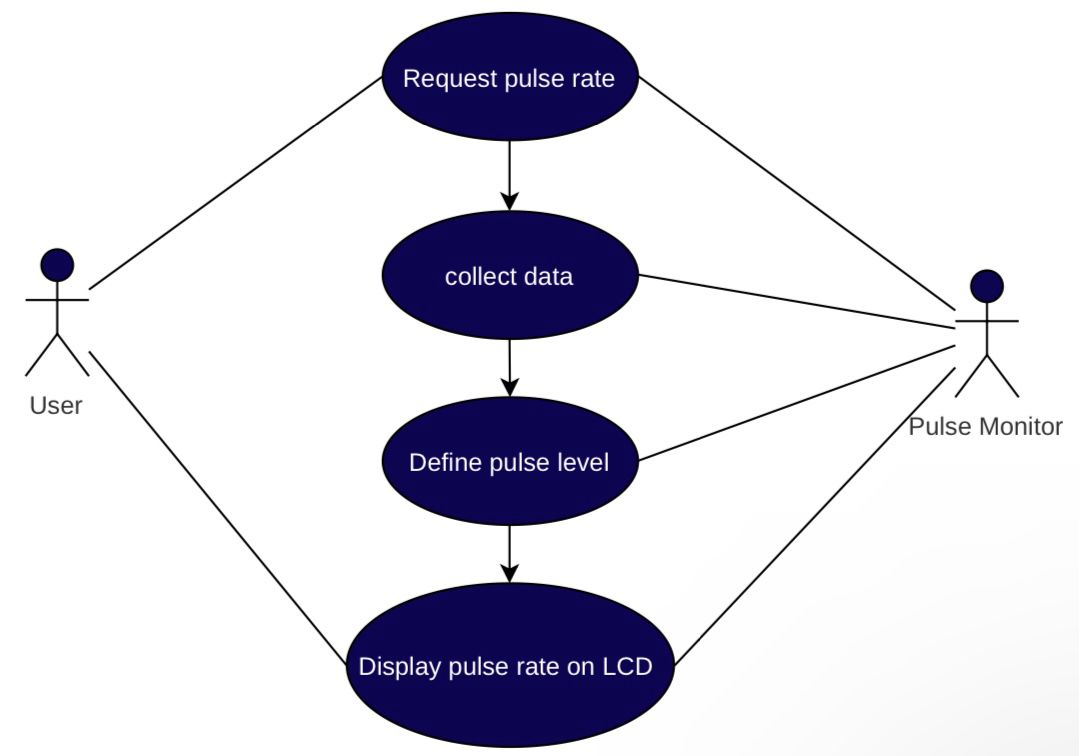 Request pulse rate
collect data
User
Pulse Monitor
Define pulse level
Display pulse rate on LCD